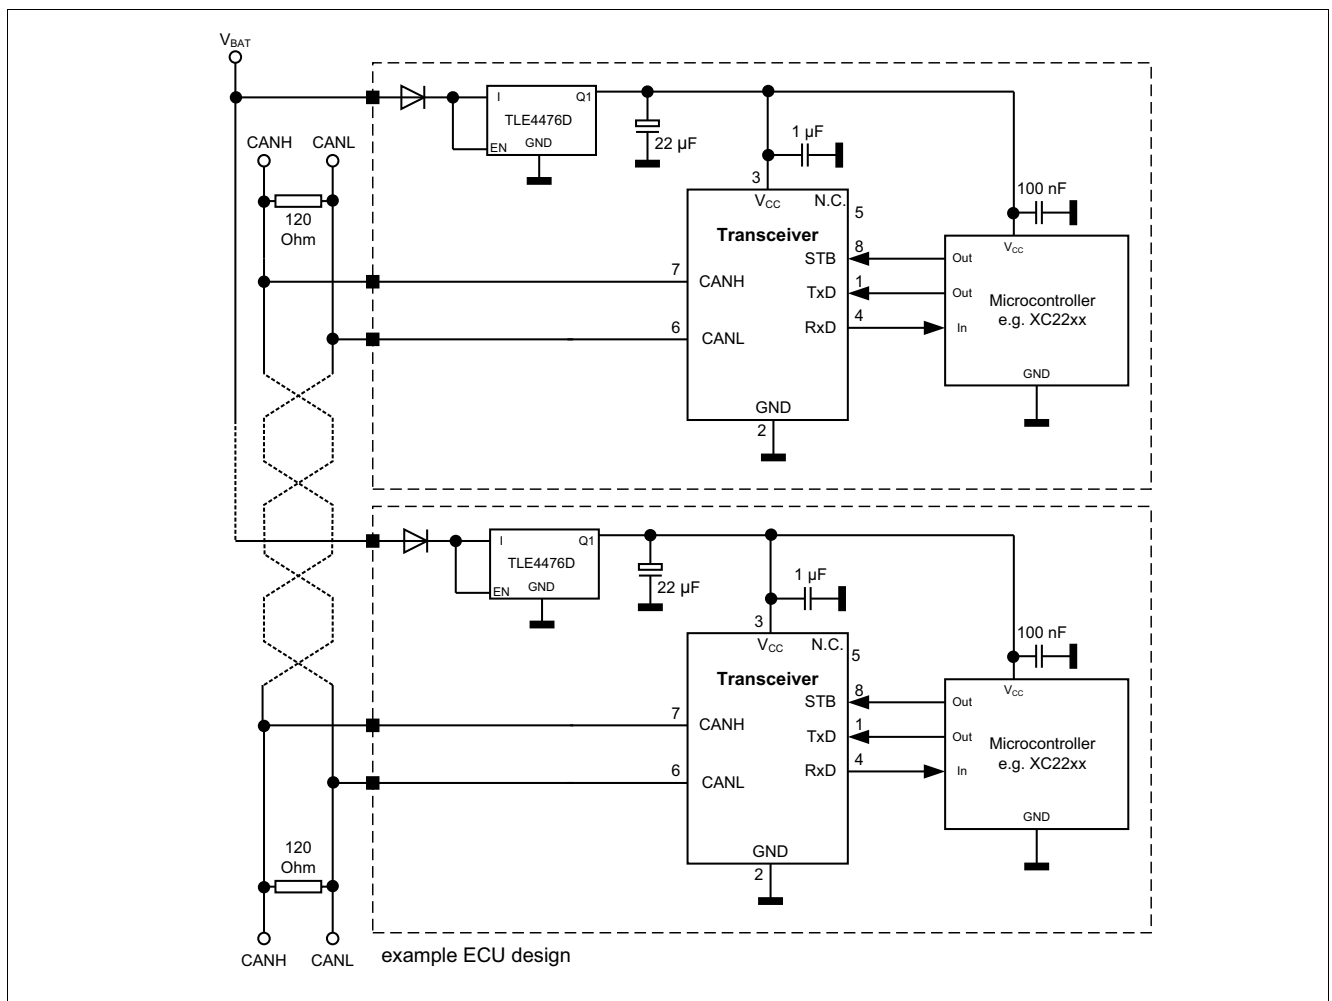 VBAT
CANH CANL
120
Ohm
I Q1
TLE4476D
EN GND
22 µF
1 µF
100 nF
3
VCC N.C.
5
Transceiver
STB 8
TxD 1
RxD 4
7 CANH
6 CANL
GND
2
VCC
Out
Out
In
Microcontroller
e.g. XC22xx
GND
I Q1
TLE4476D
EN GND
22 µF
1 µF
100 nF
3
VCC N.C.
5
Transceiver
STB 8
TxD 1
RxD 4
7 CANH
6 CANL
GND
2
VCC
Out
Out
In
Microcontroller
e.g. XC22xx
GND
120
Ohm
CANH CANL
example ECU design